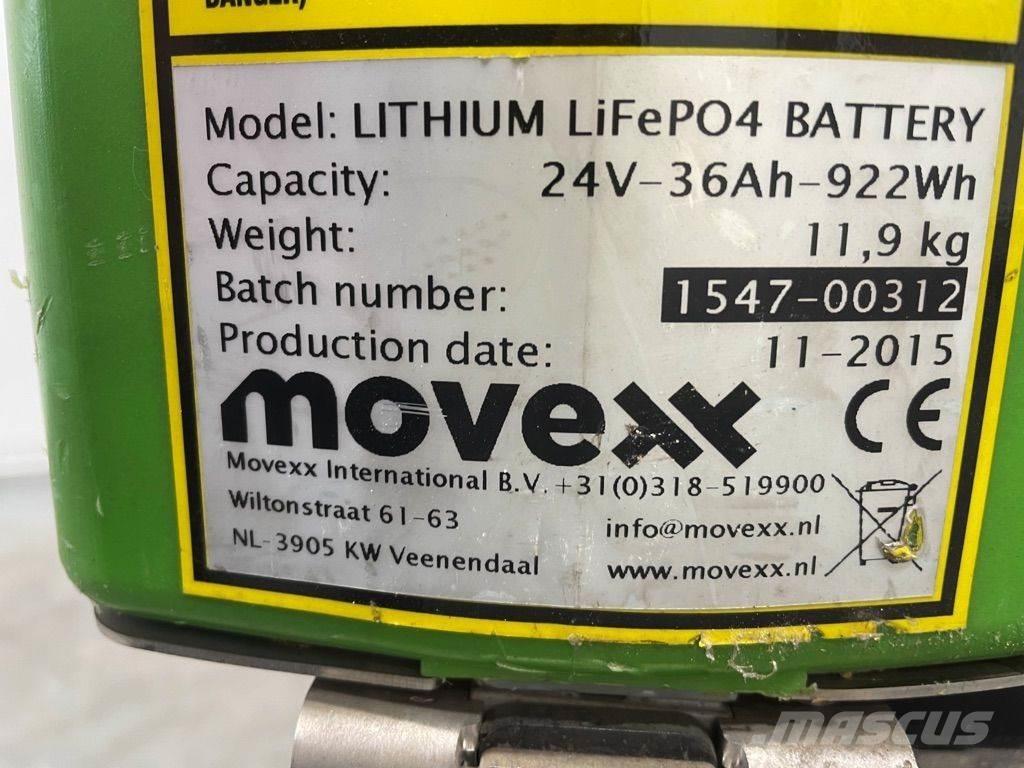 DANGER)
Model: LITHIUM LiFePO4 BATTERY
Capacity: 24V-36Ah-922Wh
Weight: 11,9 kg
Batch number: 1547-00312
Production date: 11-2015
movexx CE
Movexx International B.V. +31(0)318-519900
Wiltonstraat 61-63 info@movexx.nl
NL-3905 KW Veenendaal www.movexx.nl
MASCUS